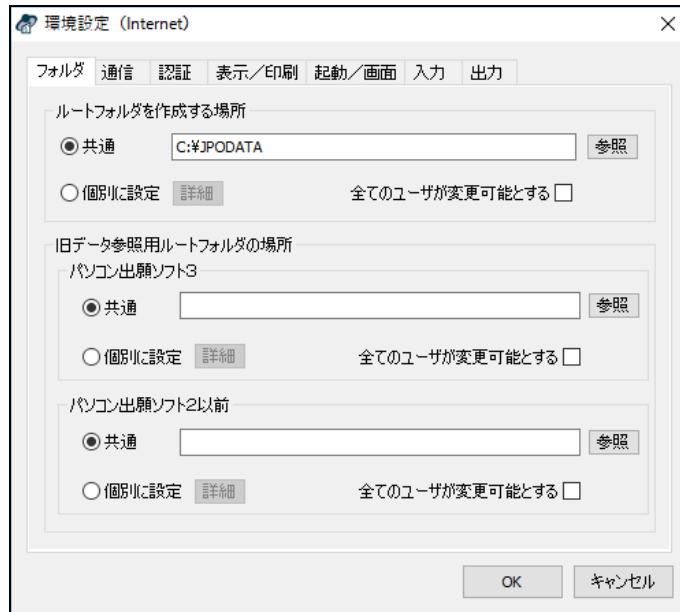 環境設定（Internet）
フォルダ 通信 認証 表示／印刷 起動／画面 入力 出力
ルートフォルダを作成する場所
共通 C:¥JPODATA 参照
個別に設定 詳細 全てのユーザが変更可能とする
旧データ参照用ルートフォルダの場所
パソコン出願ソフト3
共通 参照
個別に設定 詳細 全てのユーザが変更可能とする
パソコン出願ソフト2以前
共通 参照
個別に設定 詳細 全てのユーザが変更可能とする
OK キャンセル